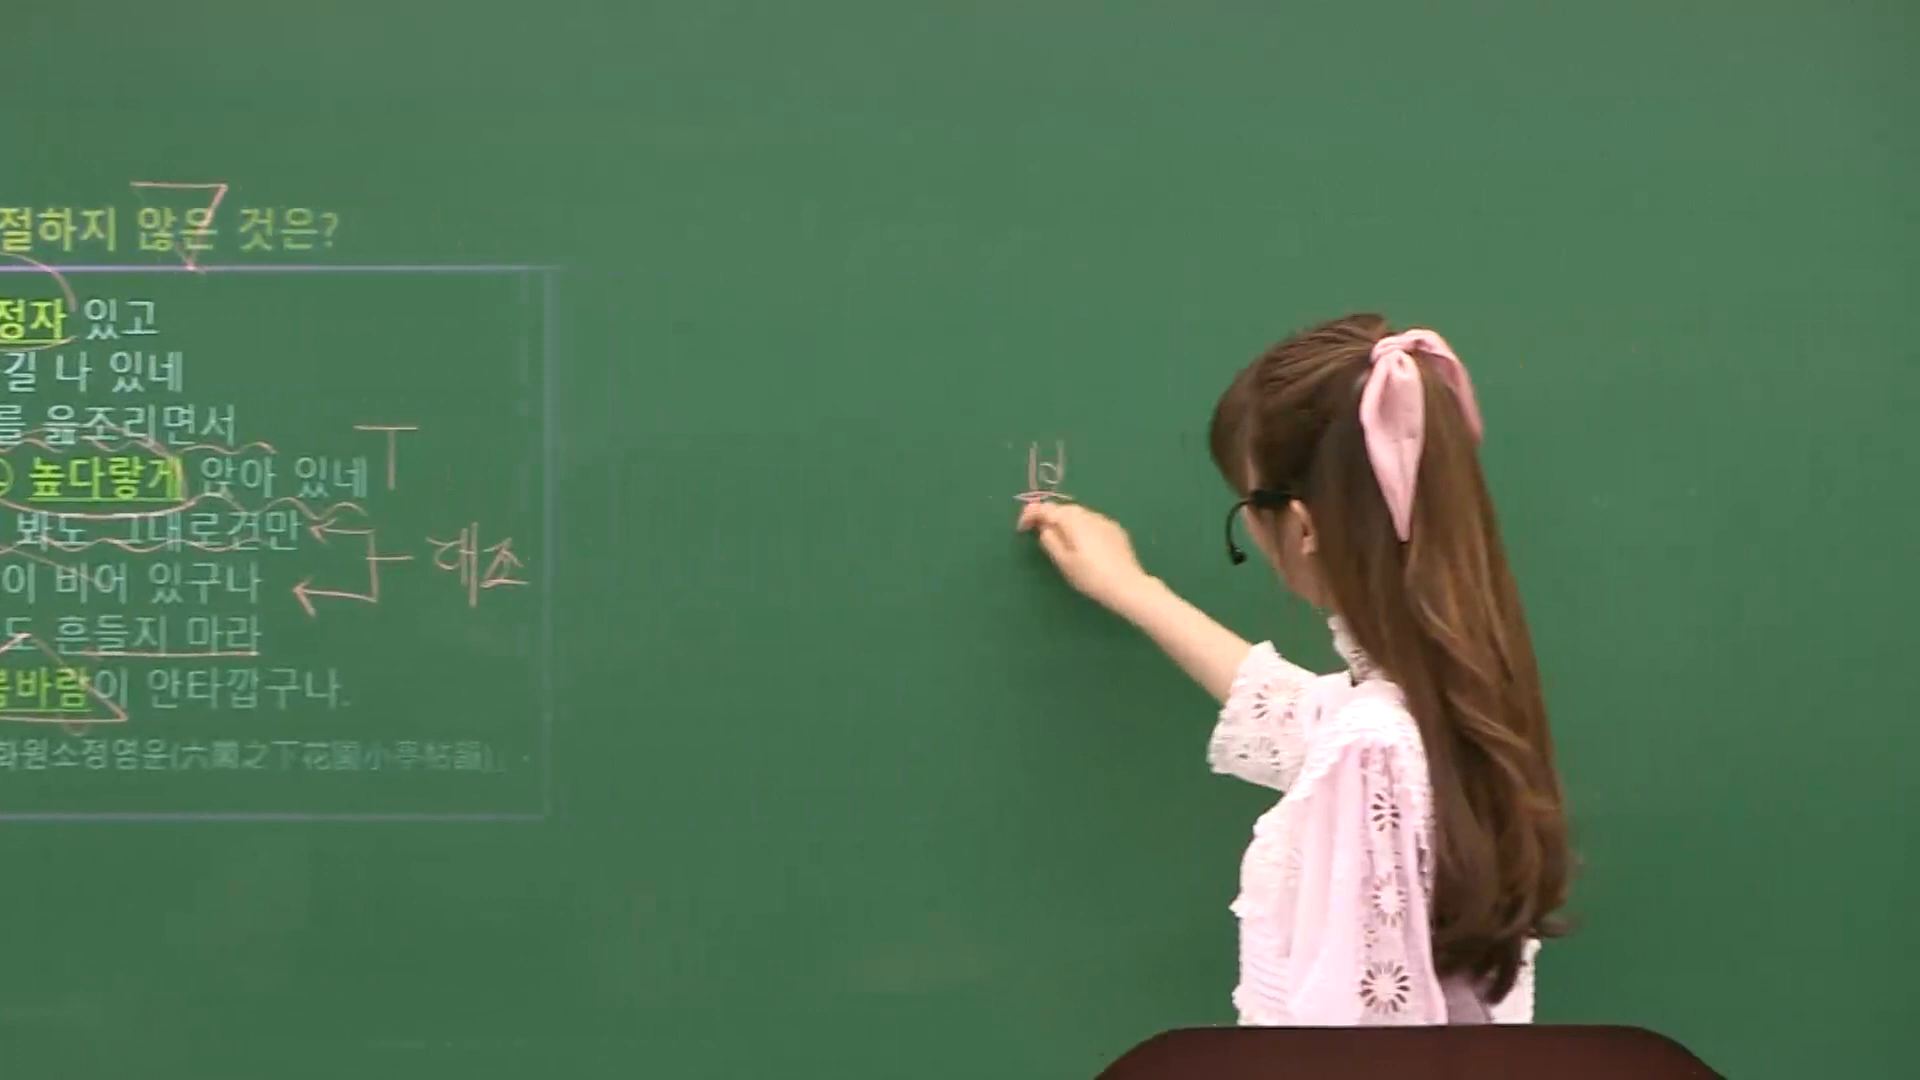 절하지 않은 것은?
정자 있고
길 나 있네
를 읊조리면서
높다랗게 앉아 있네
봐도 그대로건만
이 비어 있구나
도 흔들지 마라
봄바람이 안타깝구나.
화원소정영운(六園之下花園小亭帖韻)」
대조